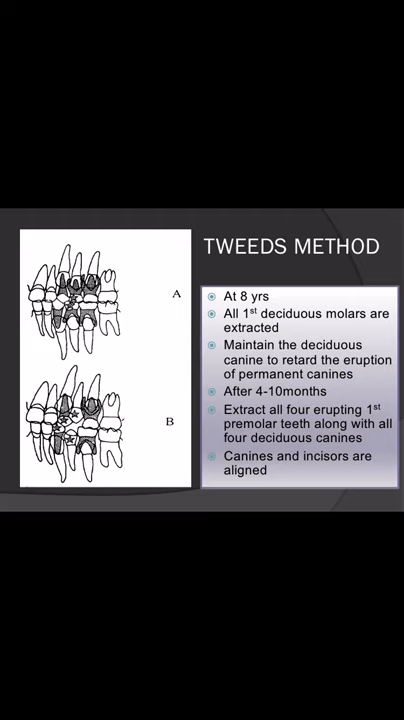 TWEEDS METHOD
A
B
At 8 yrs
All 1st deciduous molars are
extracted
Maintain the deciduous
canine to retard the eruption
of permanent canines
After 4-10months
Extract all four erupting 1st
premolar teeth along with all
four deciduous canines
Canines and incisors are
aligned